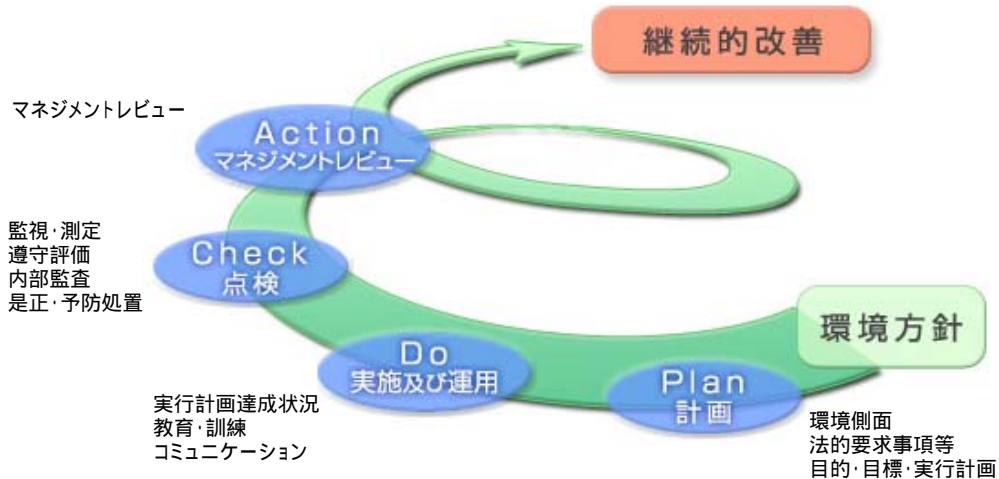 継続的改善
マネジメントレビュー
Action
マネジメントレビュー
監視・測定
遵守評価
内部監査
是正・予防処置
Check
点検
環境方針
Do
実施及び運用
Plan
計画
実行計画達成状況
教育・訓練
コミュニケーション
環境側面
法的要求事項等
目的・目標・実行計画